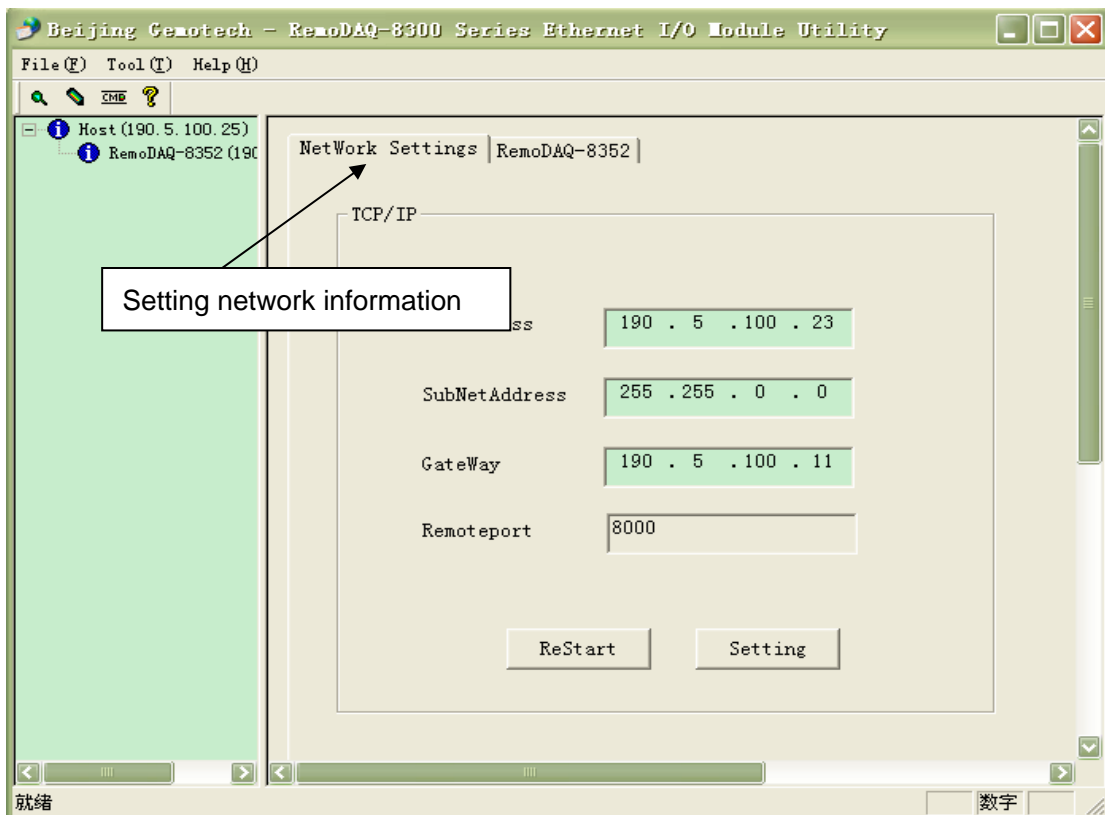 Beijing Gemotech - RemoDAQ-8300 Series Ethernet I/O Module Utility
File(F) Tool(T) Help(H)
CMD ?
Host(190.5.100.25)
RemoDAQ-8352(190
NetWork Settings RemoDAQ-8352
TCP/IP
Setting network information
ss 190 . 5 .100 . 23
SubNetAddress 255 .255 . 0 . 0
GateWay 190 . 5 .100 . 11
Remoteport 8000
ReStart Setting
就绪 数字